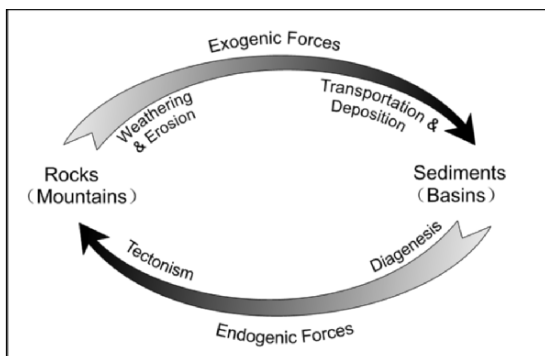 Exogenic Forces
Weathering
& Erosion
Transportation &
Deposition
Rocks
（Mountains）
Sediments
（Basins）
Tectonism
Diagenesis
Endogenic Forces